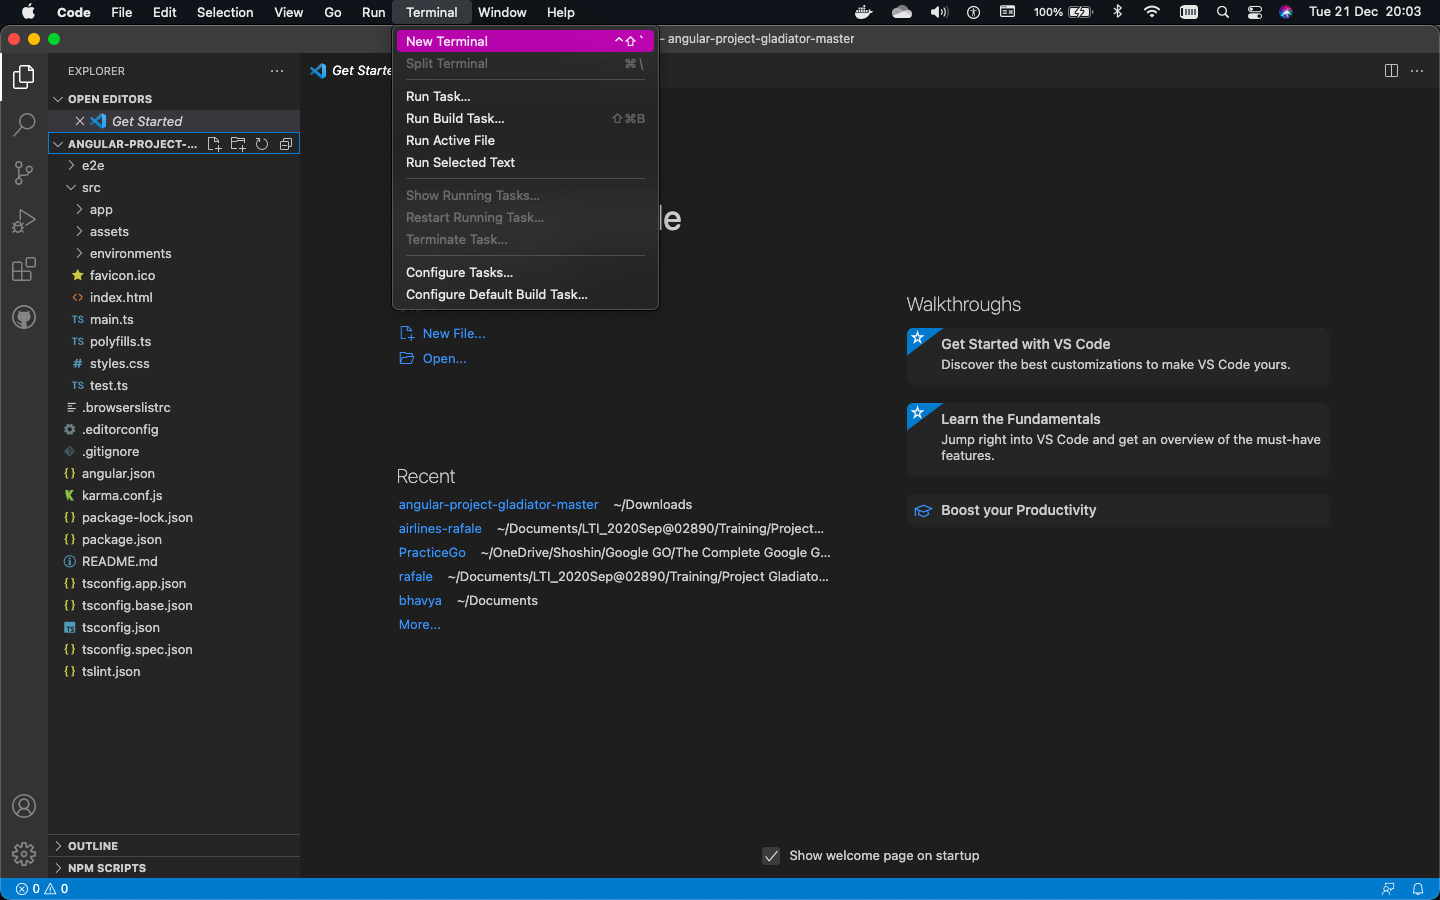 Code File Edit Selection View Go Run Terminal Window Help 100% Tue 21 Dec 20:03
- angular-project-gladiator-master
EXPLORER
OPEN EDITORS
Get Started
ANGULAR-PROJECT-...
e2e
src
app
assets
environments
favicon.ico
<> index.html
TS main.ts
TS polyfills.ts
# styles.css
TS test.ts
.browserslistrc
.editorconfig
.gitignore
{} angular.json
karma.conf.js
{} package-lock.json
{} package.json
README.md
{} tsconfig.app.json
{} tsconfig.base.json
TS tsconfig.json
{} tsconfig.spec.json
{} tslint.json
OUTLINE
NPM SCRIPTS
Get Starte
New Terminal ^⇧`
Split Terminal ⌘\
Run Task...
Run Build Task... ⇧⌘B
Run Active File
Run Selected Text
Show Running Tasks...
Restart Running Task...
Terminate Task...
Configure Tasks...
Configure Default Build Task...
de
New File...
Open...
Recent
angular-project-gladiator-master ~/Downloads
airlines-rafale ~/Documents/LTI_2020Sep@02890/Training/Project...
PracticeGo ~/OneDrive/Shoshin/Google GO/The Complete Google G...
rafale ~/Documents/LTI_2020Sep@02890/Training/Project Gladiato...
bhavya ~/Documents
More...
Walkthroughs
Get Started with VS Code
Discover the best customizations to make VS Code yours.
Learn the Fundamentals
Jump right into VS Code and get an overview of the must-have
features.
Boost your Productivity
Show welcome page on startup
0 0